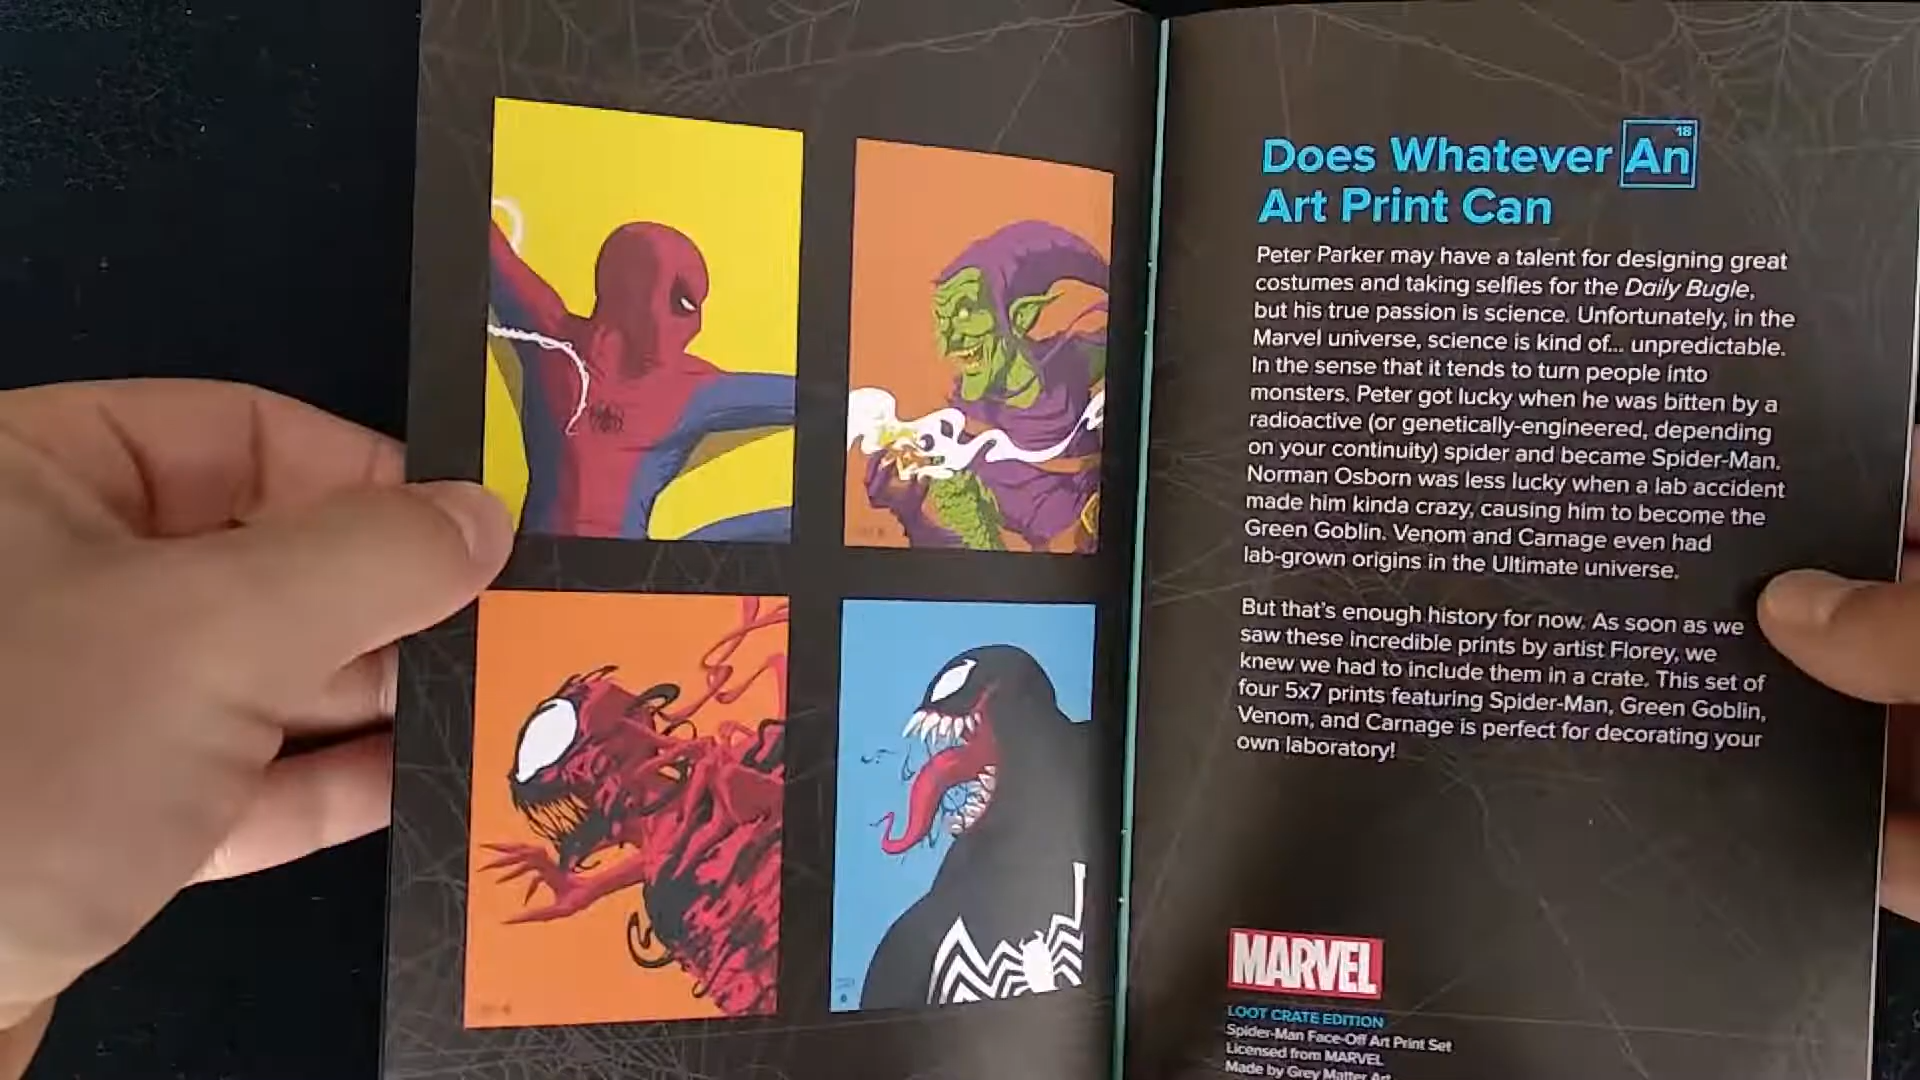 Does Whatever An 18
Art Print Can
Peter Parker may have a talent for designing great
costumes and taking selfies for the Daily Bugle,
but his true passion is science. Unfortunately, in the
Marvel universe, science is kind of... unpredictable.
In the sense that it tends to turn people into
monsters. Peter got lucky when he was bitten by a
radioactive (or genetically-engineered, depending
on your continuity) spider and became Spider-Man.
Norman Osborn was less lucky when a lab accident
made him kinda crazy, causing him to become the
Green Goblin. Venom and Carnage even had
lab-grown origins in the Ultimate universe.
But that's enough history for now. As soon as we
saw these incredible prints by artist Florey, we
knew we had to include them in a crate. This set of
four 5x7 prints featuring Spider-Man, Green Goblin,
Venom, and Carnage is perfect for decorating your
own laboratory!
MARVEL
LOOT CRATE EDITION
Spider-Man Face-Off Art Print Set
Licensed from MARVEL
Made by Grey Matter Art